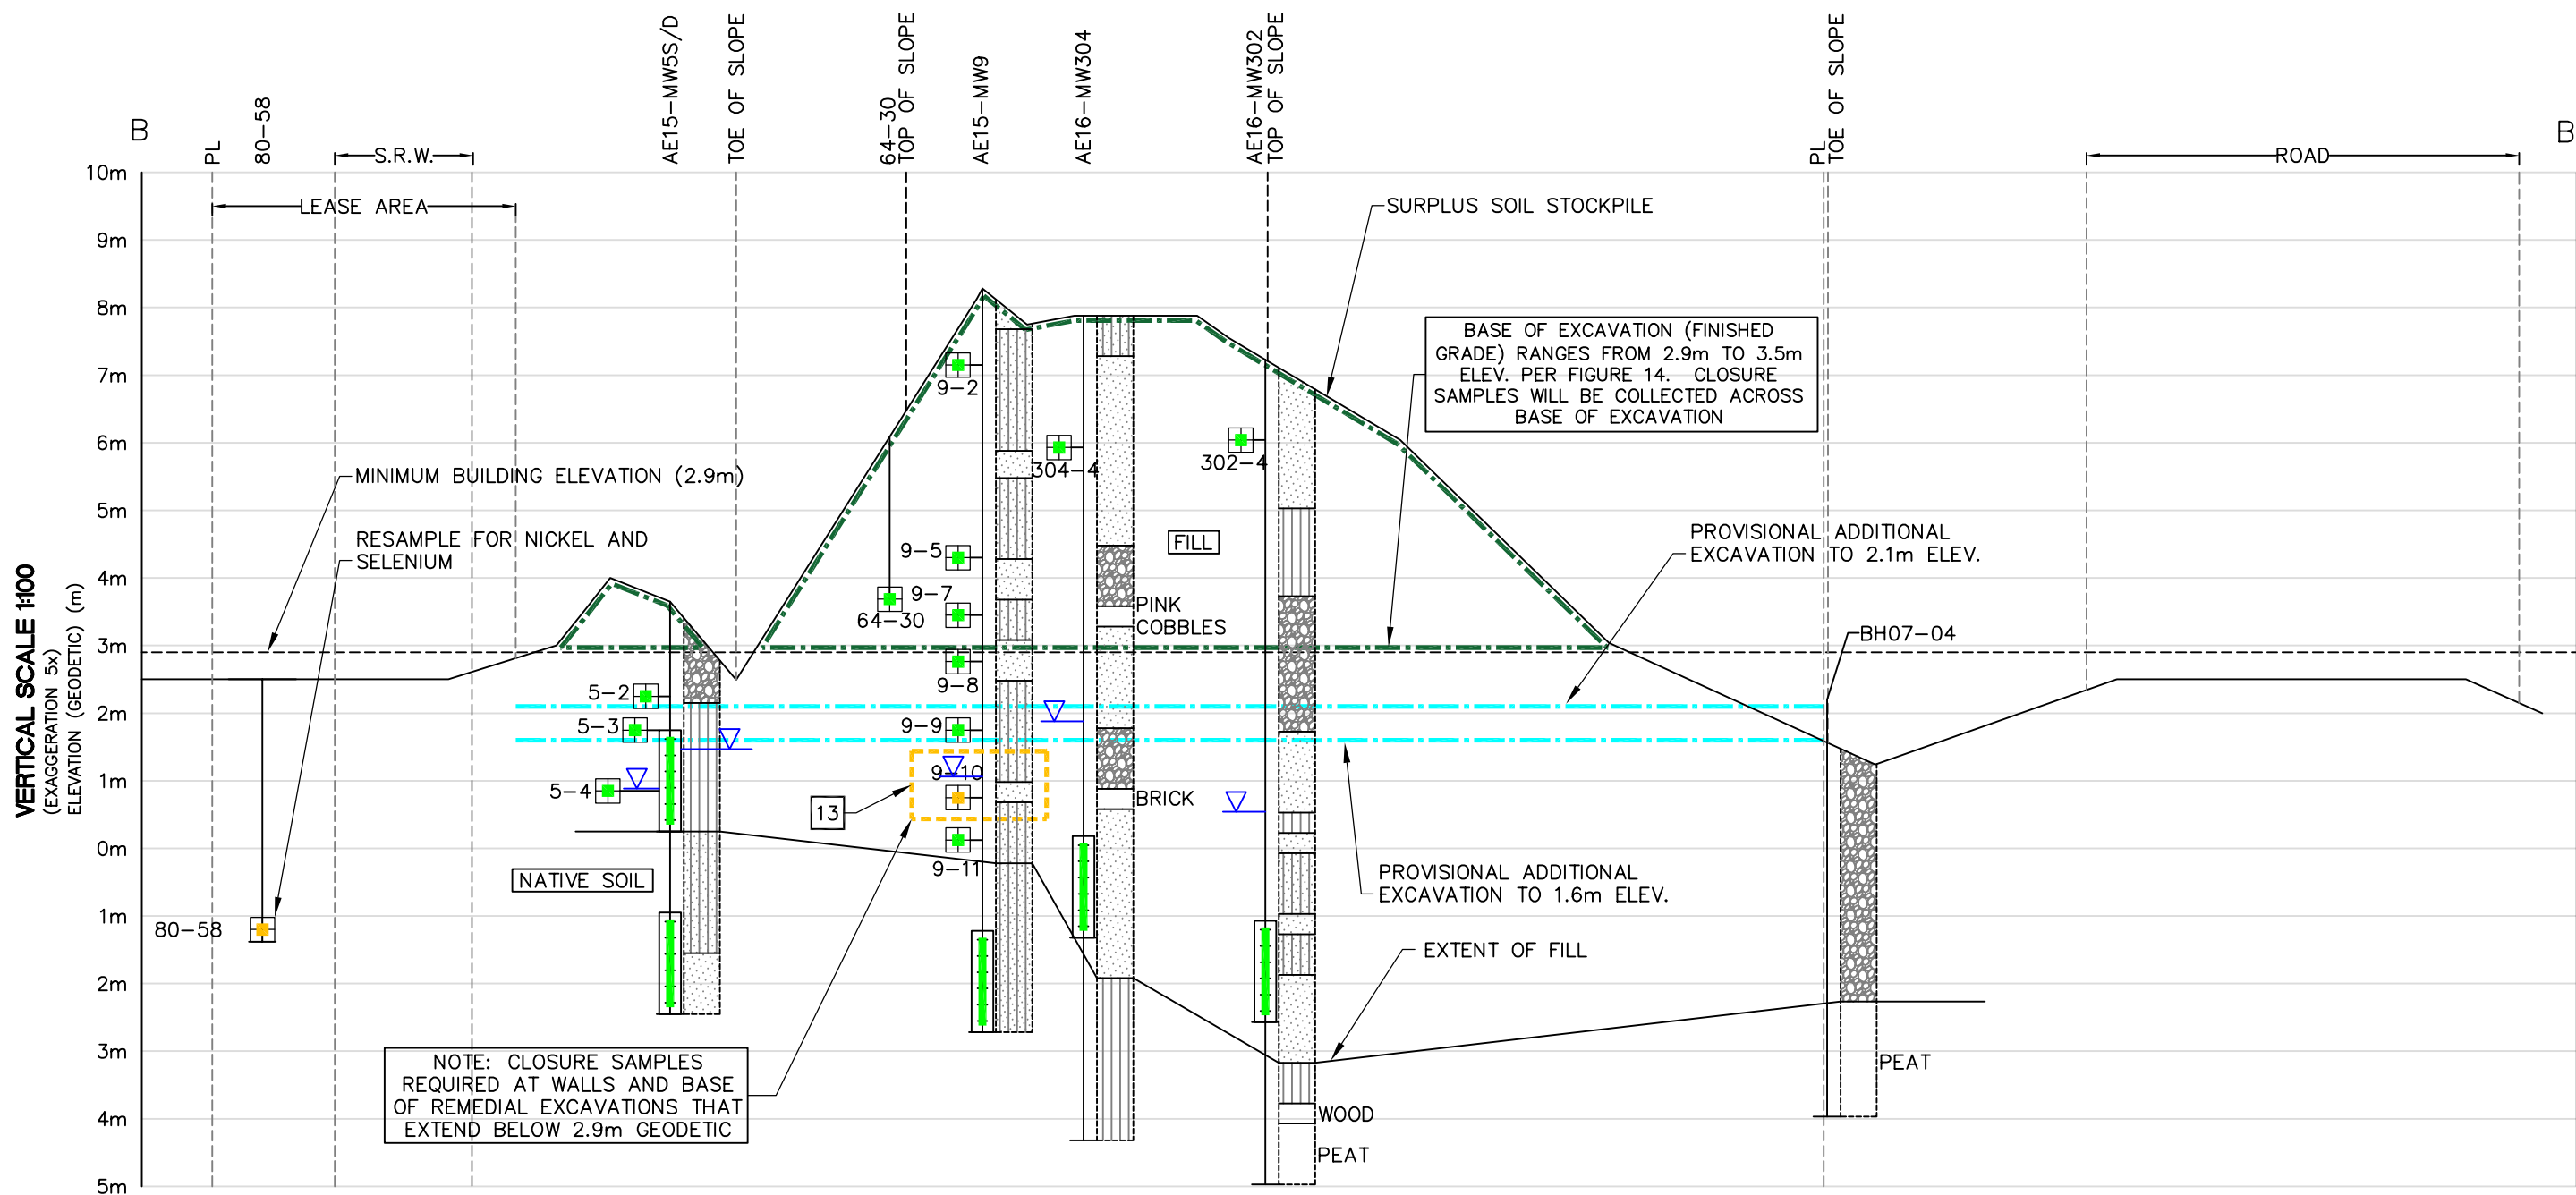 B
B
PL
80-58
S.R.W.
AE15-MW5S/D
TOE OF SLOPE
64-30
TOP OF SLOPE
AE15-MW9
AE16-MW304
AE16-MW302
TOP OF SLOPE
PL
TOE OF SLOPE
ROAD
LEASE AREA
10m
9m
8m
7m
6m
5m
4m
3m
2m
1m
0m
1m
2m
3m
4m
5m
VERTICAL SCALE 1:100
(EXAGGERATION 5x)
ELEVATION (GEODETIC) (m)
SURPLUS SOIL STOCKPILE
BASE OF EXCAVATION (FINISHED
GRADE) RANGES FROM 2.9m TO 3.5m
ELEV. PER FIGURE 14. CLOSURE
SAMPLES WILL BE COLLECTED ACROSS
BASE OF EXCAVATION
MINIMUM BUILDING ELEVATION (2.9m)
RESAMPLE FOR NICKEL AND
SELENIUM
9-2
304-4
302-4
FILL
9-5
9-7
64-30
PINK
COBBLES
PROVISIONAL ADDITIONAL
EXCAVATION TO 2.1m ELEV.
BH07-04
9-8
5-2
5-3
9-9
9-10
5-4
13
BRICK
9-11
NATIVE SOIL
PROVISIONAL ADDITIONAL
EXCAVATION TO 1.6m ELEV.
80-58
EXTENT OF FILL
NOTE: CLOSURE SAMPLES
REQUIRED AT WALLS AND BASE
OF REMEDIAL EXCAVATIONS THAT
EXTEND BELOW 2.9m GEODETIC
PEAT
WOOD
PEAT